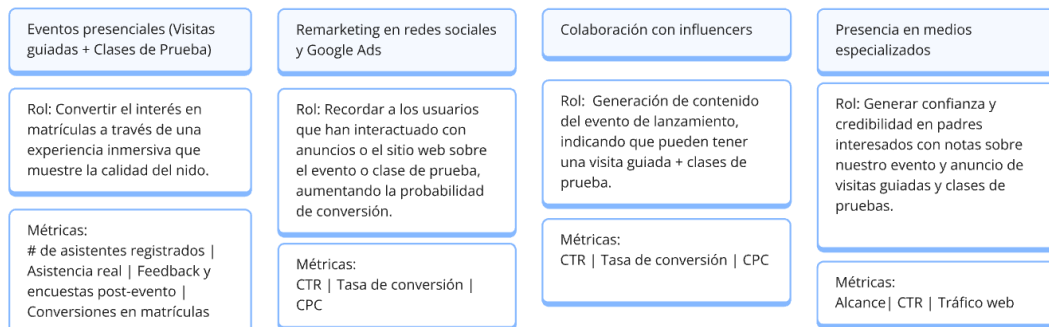 Eventos presenciales (Visitas
guiadas + Clases de Prueba)
Rol: Convertir el interés en
matrículas a través de una
experiencia inmersiva que
muestre la calidad del nido.
Métricas:
# de asistentes registrados |
Asistencia real | Feedback y
encuestas post-evento |
Conversiones en matrículas
Remarketing en redes sociales
y Google Ads
Rol: Recordar a los usuarios
que han interactuado con
anuncios o el sitio web sobre
el evento o clase de prueba,
aumentando la probabilidad
de conversión.
Métricas:
CTR | Tasa de conversión |
CPC
Colaboración con influencers
Rol:  Generación de contenido
del evento de lanzamiento,
indicando que pueden tener
una visita guiada + clases de
prueba.
Métricas:
CTR | Tasa de conversión | CPC
Presencia en medios
especializados
Rol: Generar confianza y
credibilidad en padres
interesados con notas sobre
nuestro evento y anuncio de
visitas guiadas y clases de
pruebas.
Métricas:
Alcance| CTR | Tráfico web